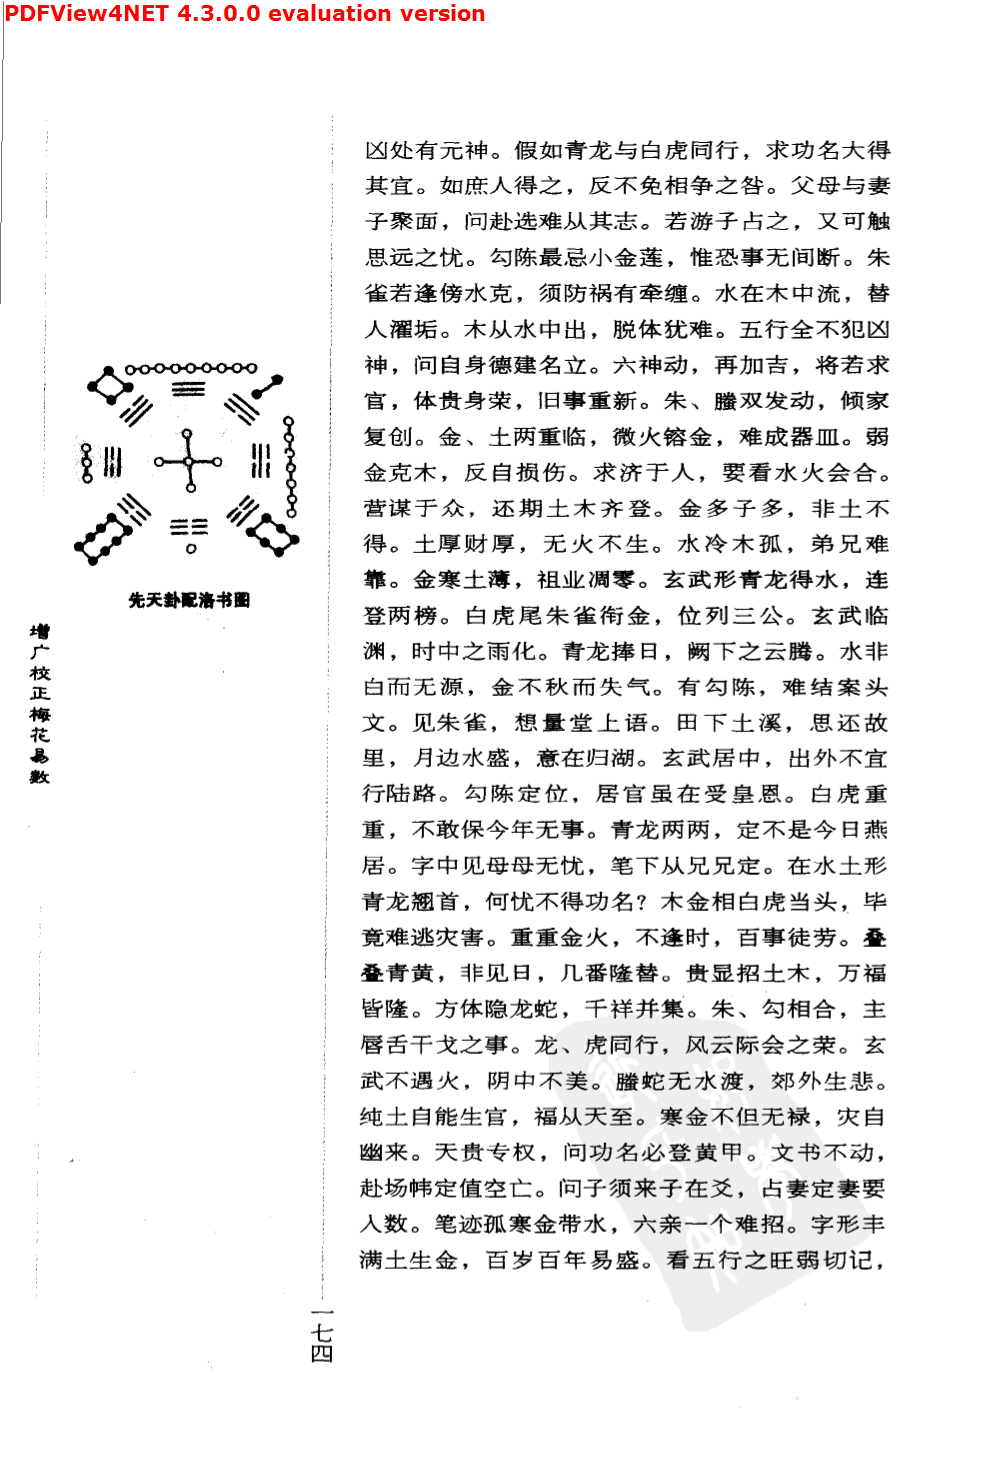 PDFView4NET 4.3.0.0 evaluation version
凶处有元神。假如青龙与白虎同行，求功名大得
其宜。如庶人得之，反不免相争之咎。父母与妻
子聚面，问赴选难从其志。若游子占之，又可触
思远之忧。勾陈最忌小金莲，惟恐事无间断。朱
雀若逢傍水克，须防祸有牵缠。水在木中流，替
人濯垢。木从水中出，脱体犹难。五行全不犯凶
神，问自身德建名立。六神动，再加吉，将若求
官，体贵身荣，旧事重新。朱、螣双发动，倾家
复创。金、土两重临，微火镕金，难成器皿。弱
金克木，反自损伤。求济于人，要看水火会合。
营谋于众，还期土木齐登。金多子多，非土不
得。土厚财厚，无火不生。水冷木孤，弟兄难
靠。金寒土薄，祖业凋零。玄武形青龙得水，连
登两榜。白虎尾朱雀衔金，位列三公。玄武临
渊，时中之雨化。青龙捧日，阙下之云腾。水非
白而无源，金不秋而失气。有勾陈，难结案头
文。见朱雀，想量堂上语。田下土溪，思还故
里，月边水盛，意在归湖。玄武居中，出外不宜
行陆路。勾陈定位，居官虽在受皇恩。白虎重
重，不敢保今年无事。青龙两两，定不是今日燕
居。字中见母母无忧，笔下从兄兄定。在水土形
青龙翘首，何忧不得功名？木金相白虎当头，毕
竟难逃灾害。重重金火，不逢时，百事徒劳。叠
叠青黄，非见日，几番隆替。贵显招土木，万福
皆隆。方体隐龙蛇，千祥并集。朱、勾相合，主
唇舌干戈之事。龙、虎同行，风云际会之荣。玄
武不遇火，阴中不美。螣蛇无水渡，郊外生悲。
纯土自能生官，福从天至。寒金不但无禄，灾自
幽来。天贵专权，问功名必登黄甲。文书不动，
赴场帏定值空亡。问子须来子在爻，占妻定妻要
入数。笔迹孤寒金带水，六亲一个难招。字形丰
满土生金，百岁百年易盛。看五行之旺弱切记，
先天卦配洛书图
增广校正梅花易数
一七四